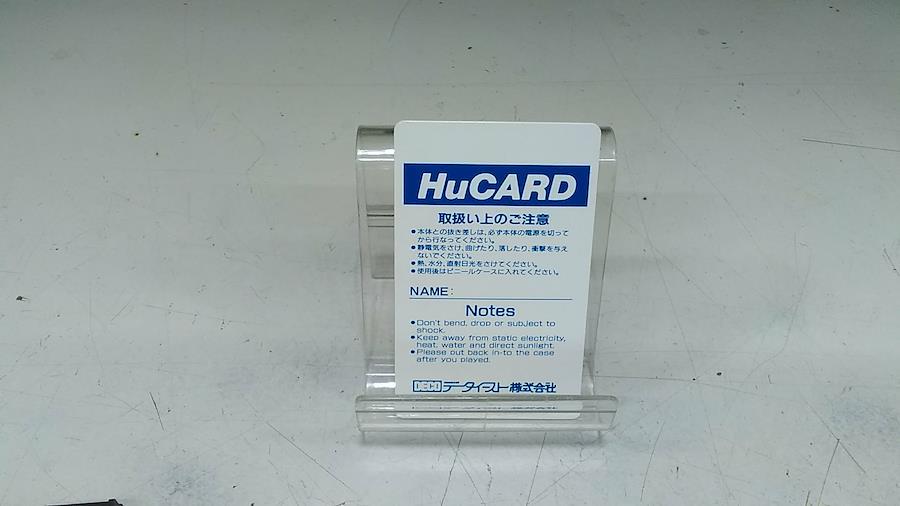 HuCARD
取扱い上のご注意
●本体との抜き差しは、必ず本体の電源を切って
から行なってください。
●静電気をさけ、曲げたり、落したり、衝撃を与え
ないでください。
●熱、水分、直射日光をさけてください。
●使用後はビニールケースに入れてください。
NAME:
Notes
●Don't bend, drop or subject to
shock.
●Keep away from static electricity,
heat, water and direct sunlight.
●Please put back in-to the case
after you played.
DECO データイースト株式会社